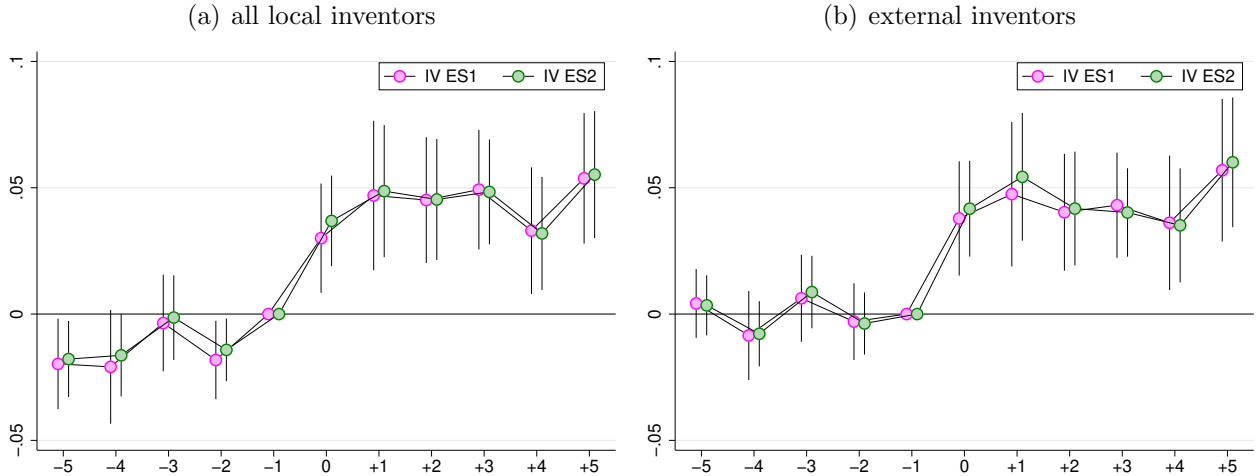 (a) all local inventors
.1
.05
0
−.05
IV ES1 IV ES2
−5 −4 −3 −2 −1 0 +1 +2 +3 +4 +5
(b) external inventors
.1
.05
0
−.05
IV ES1 IV ES2
−5 −4 −3 −2 −1 0 +1 +2 +3 +4 +5